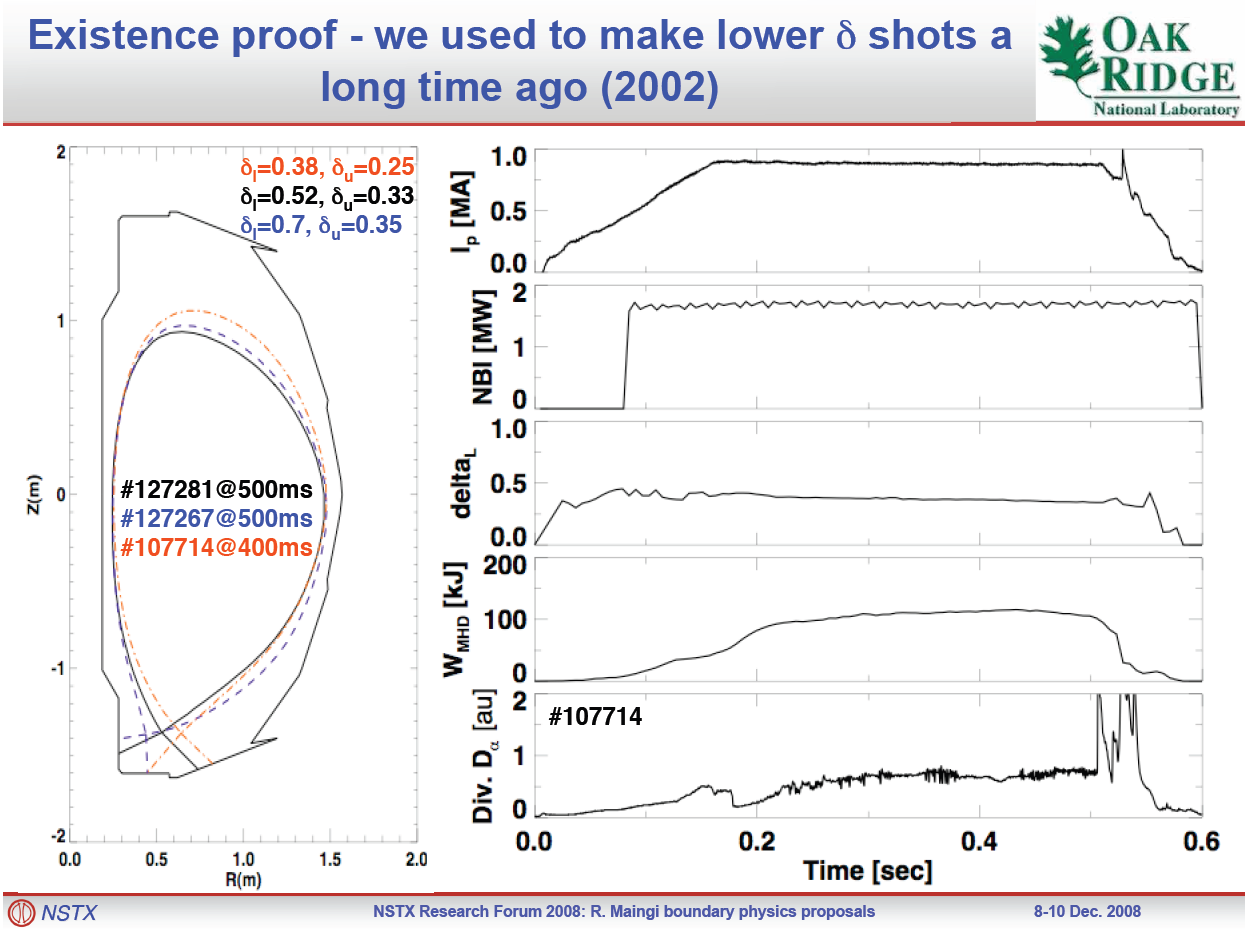 Existence proof - we used to make lower δ shots a
long time ago (2002)
OAK
RIDGE
National Laboratory
δl=0.38, δu=0.25
δl=0.52, δu=0.33
δl=0.7, δu=0.35
#127281@500ms
#127267@500ms
#107714@400ms
2
1
0
-1
-2
Z(m)
0.0 0.5 1.0 1.5 2.0
R(m)
1.0
0.5
0.0
Ip [MA]
2
1
0
NBI [MW]
1.0
0.5
0.0
deltaL
200
100
0
WMHD [kJ]
#107714
2
1
0
Div. Dα [au]
0.0 0.2 0.4 0.6
Time [sec]
NSTX
NSTX Research Forum 2008: R. Maingi boundary physics proposals
8-10 Dec. 2008